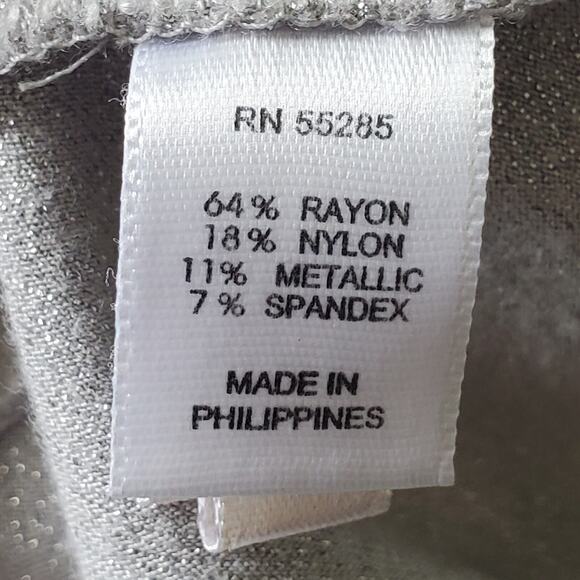 RN 55285
64% RAYON
18% NYLON
11% METALLIC
7% SPANDEX
MADE IN
PHILIPPINES